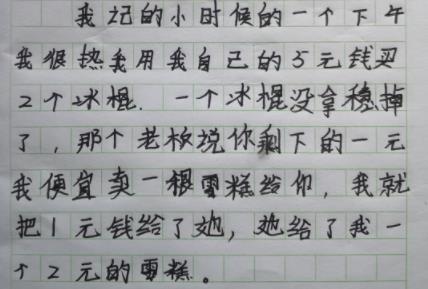 我记的小时候的一个下午
我很热我用我自己的5元钱买
2个冰棍．一个冰棍没拿稳掉
了，那个老板说你剩下的一元
我便宜卖一根雪糕给你，我就
把1元钱给了她，她给了我一
个2元的雪糕。